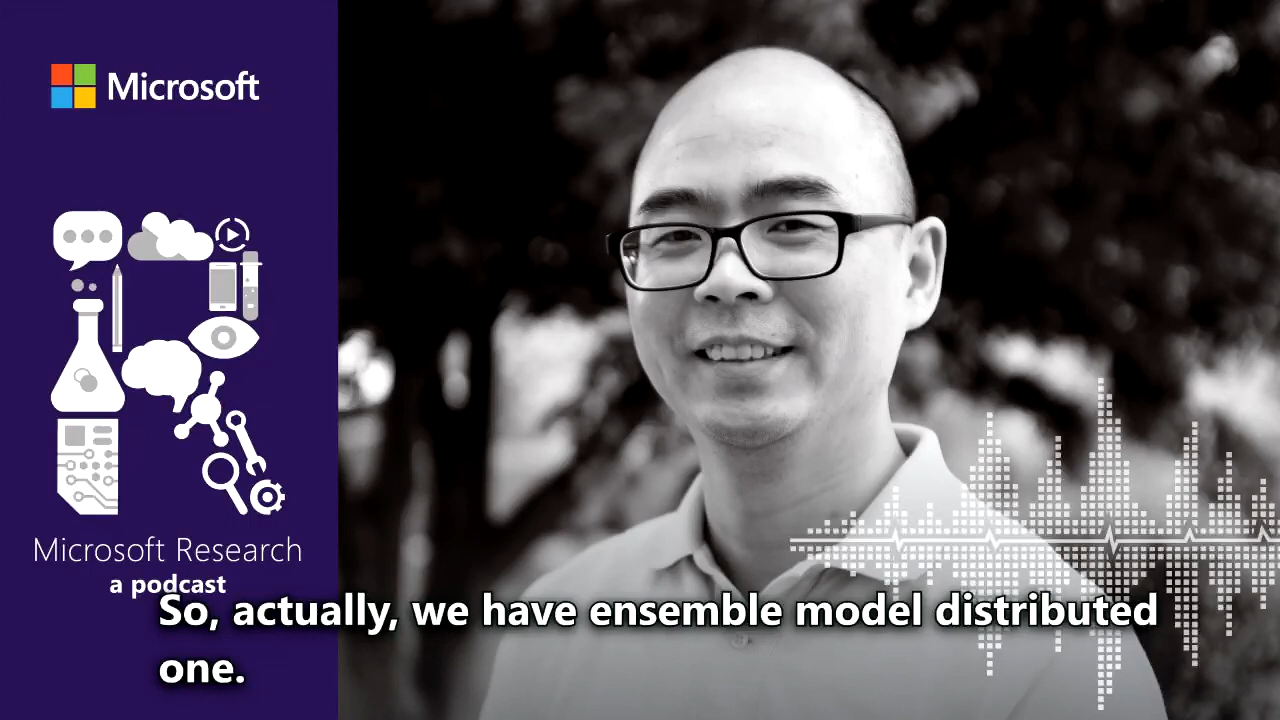 Microsoft
Microsoft Research
a podcast
So, actually, we have ensemble model distributed
one.